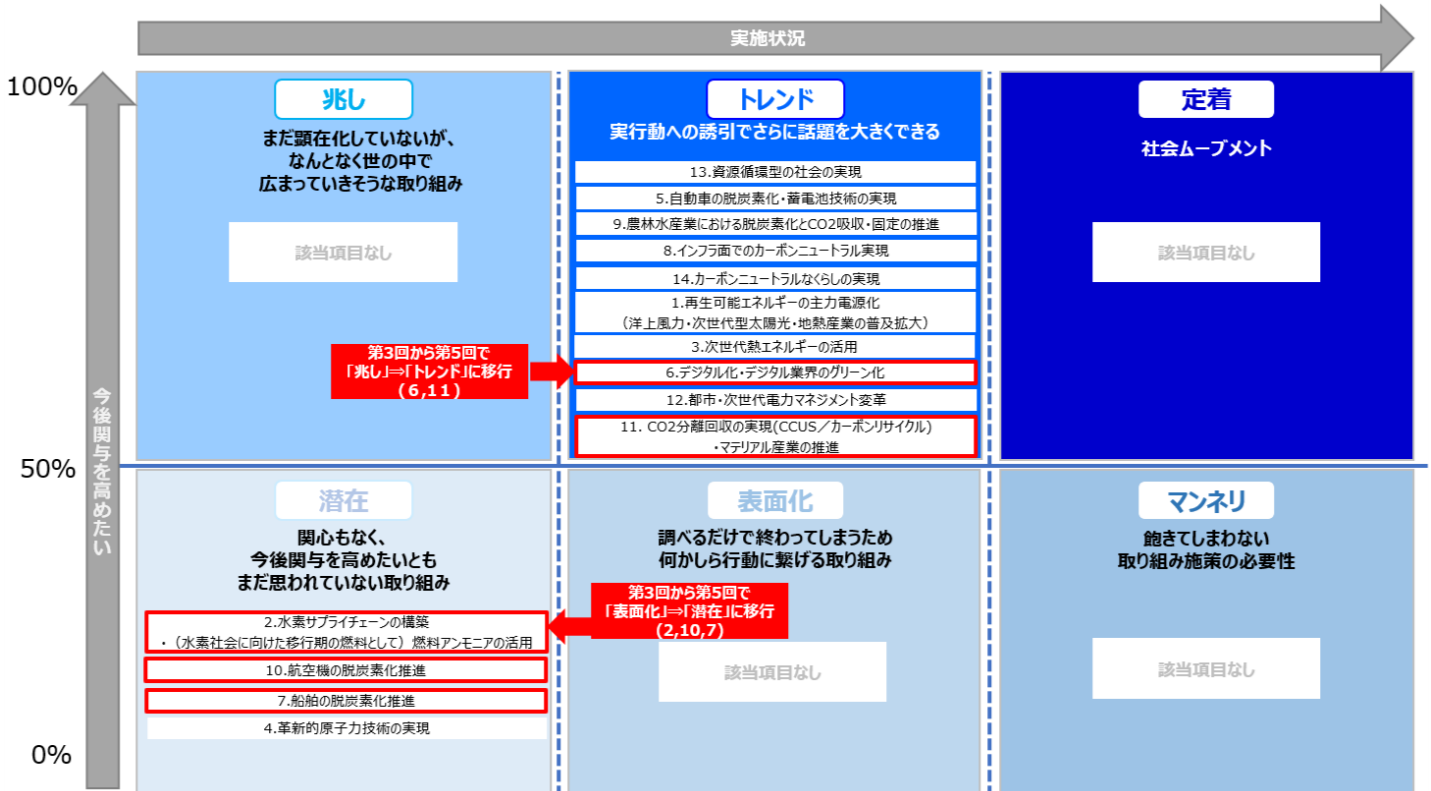 実施状況
100%
50%
0%
今後関与を高めたい
兆し
まだ顕在化していないが、
なんとなく世の中で
広まっていきそうな取り組み
該当項目なし
第3回から第5回で
「兆し」⇒「トレンド」に移行
(6,11)
トレンド
実行動への誘引でさらに話題を大きくできる
13.資源循環型の社会の実現
5.自動車の脱炭素化・蓄電池技術の実現
9.農林水産業における脱炭素化とCO2吸収・固定の推進
8.インフラ面でのカーボンニュートラル実現
14.カーボンニュートラルなくらしの実現
1.再生可能エネルギーの主力電源化
（洋上風力・次世代型太陽光・地熱産業の普及拡大）
3.次世代熱エネルギーの活用
6.デジタル化・デジタル業界のグリーン化
12.都市・次世代電力マネジメント変革
11. CO2分離回収の実現(CCUS／カーボンリサイクル)
・マテリアル産業の推進
定着
社会ムーブメント
該当項目なし
潜在
関心もなく、
今後関与を高めたいとも
まだ思われていない取り組み
2.水素サプライチェーンの構築
・（水素社会に向けた移行期の燃料として）燃料アンモニアの活用
10.航空機の脱炭素化推進
7.船舶の脱炭素化推進
4.革新的原子力技術の実現
表面化
調べるだけで終わってしまうため
何かしら行動に繋げる取り組み
第3回から第5回で
「表面化」⇒「潜在」に移行
(2,10,7)
該当項目なし
マンネリ
飽きてしまわない
取り組み施策の必要性
該当項目なし